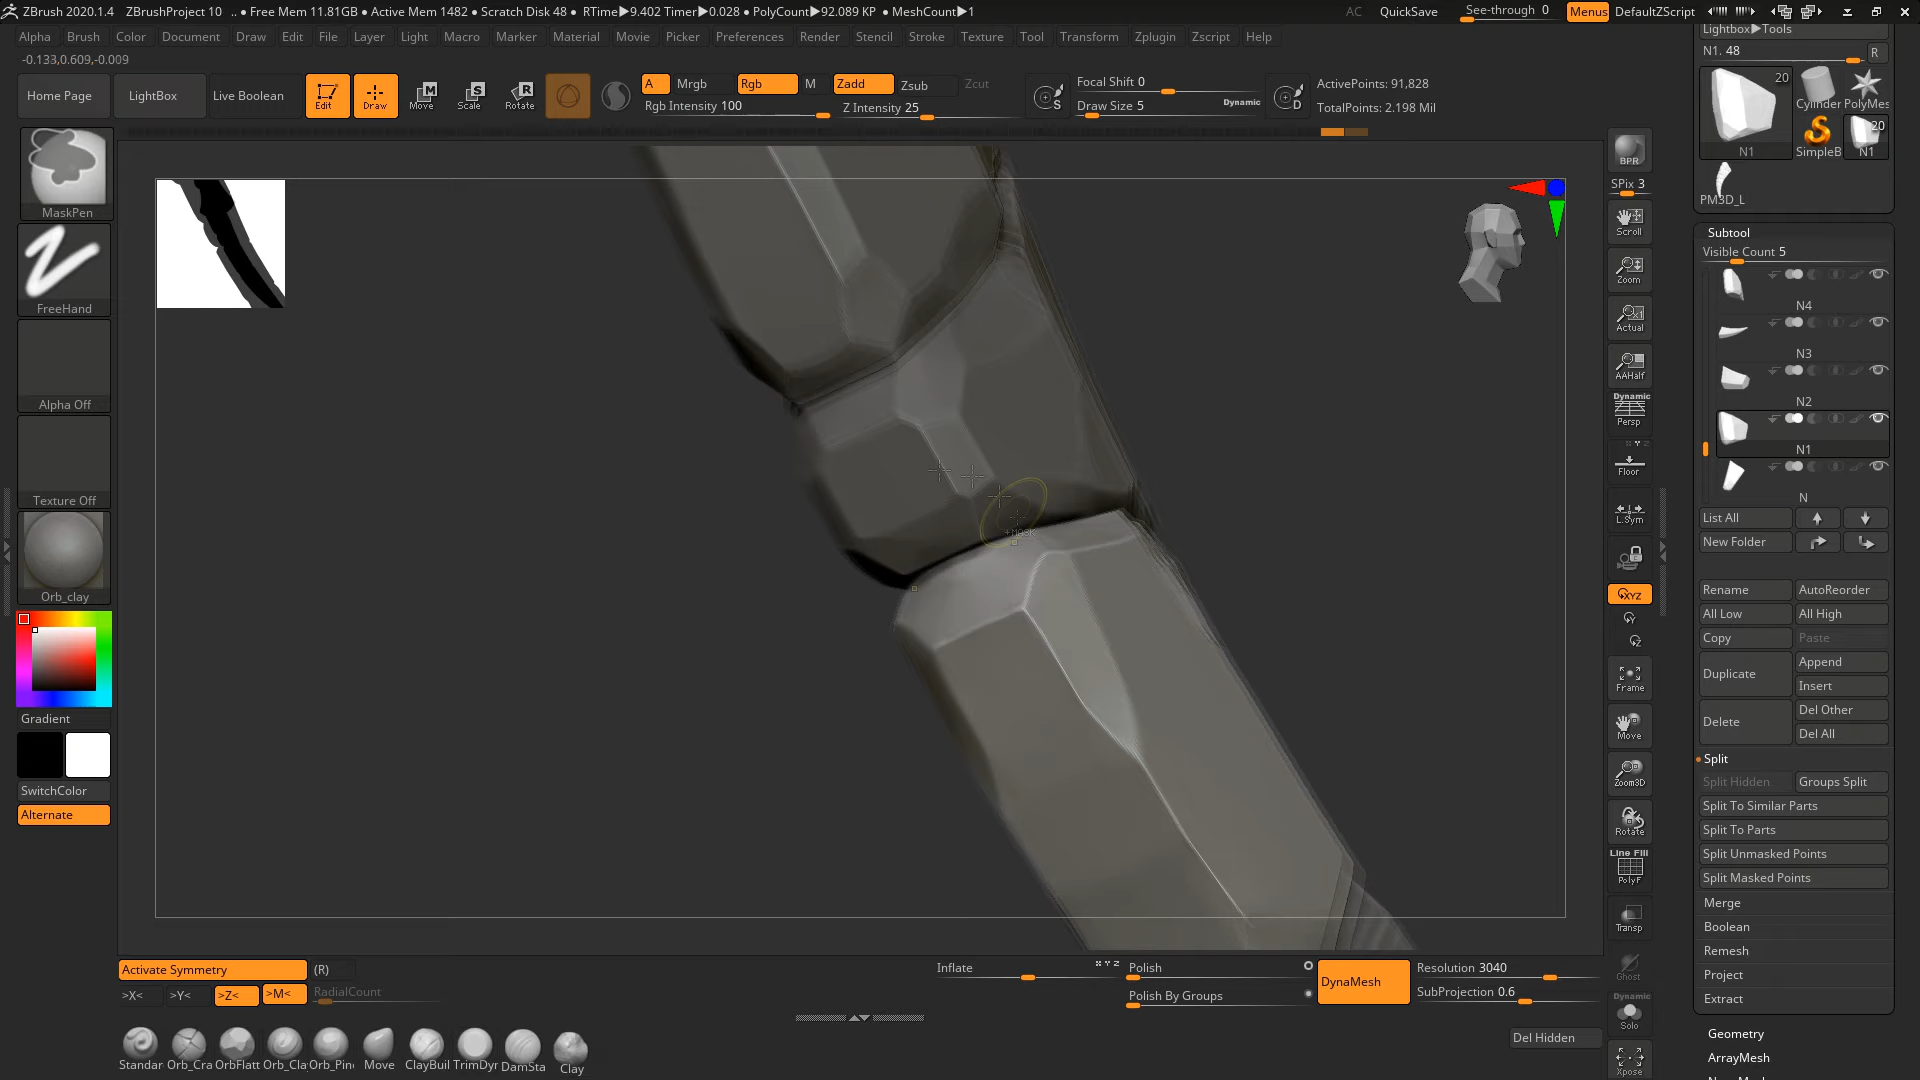 ZBrush 2020.1.4 ZBrushProject 10 .. • Free Mem 11.81GB • Active Mem 1482 • Scratch Disk 48 • RTime▶9.402 Timer▶0.028 • PolyCount▶92.089 KP • MeshCount▶1 AC QuickSave See-through 0 Menus DefaultZScript
Alpha Brush Color Document Draw Edit File Layer Light Macro Marker Material Movie Picker Preferences Render Stencil Stroke Texture Tool Transform Zplugin Zscript Help
-0.133,0.609,-0.009
Home Page LightBox Live Boolean Edit Draw Move Scale Rotate
A Mrgb Rgb M Zadd Zsub Zcut
Rgb Intensity 100 Z Intensity 25
Focal Shift 0
Draw Size 5 Dynamic
ActivePoints: 91,828
TotalPoints: 2.198 Mil
MaskPen
FreeHand
Alpha Off
Texture Off
Orb_clay
Gradient
SwitchColor
Alternate
BPR
SPix 3
Scroll
Zoom
Actual
AAHalf
Dynamic
Persp
Floor
L.Sym
XYZ
Y
Z
Frame
Move
Zoom3D
Rotate
Line Fill
PolyF
Transp
Ghost
Dynamic
Solo
Xpose
Lightbox▶Tools
N1. 48 R
20
N1
Cylinder PolyMes
SimpleB
20
N1
PM3D_L
Subtool
Visible Count 5
N4
N3
N2
N1
N
List All
New Folder
Rename AutoReorder
All Low All High
Copy Paste
Duplicate Append
Insert
Delete Del Other
Del All
Split
Split Hidden Groups Split
Split To Similar Parts
Split To Parts
Split Unmasked Points
Split Masked Points
Merge
Boolean
Remesh
Project
Extract
Geometry
ArrayMesh
+MASK
Activate Symmetry (R)
>X< >Y< >Z< >M< RadialCount
Inflate X Y Z Polish
Polish By Groups
DynaMesh
Resolution 3040
SubProjection 0.6
Del Hidden
Standar Orb_Cra OrbFlatt Orb_Cla Orb_Pin Move ClayBuil TrimDyr DamSta Clay